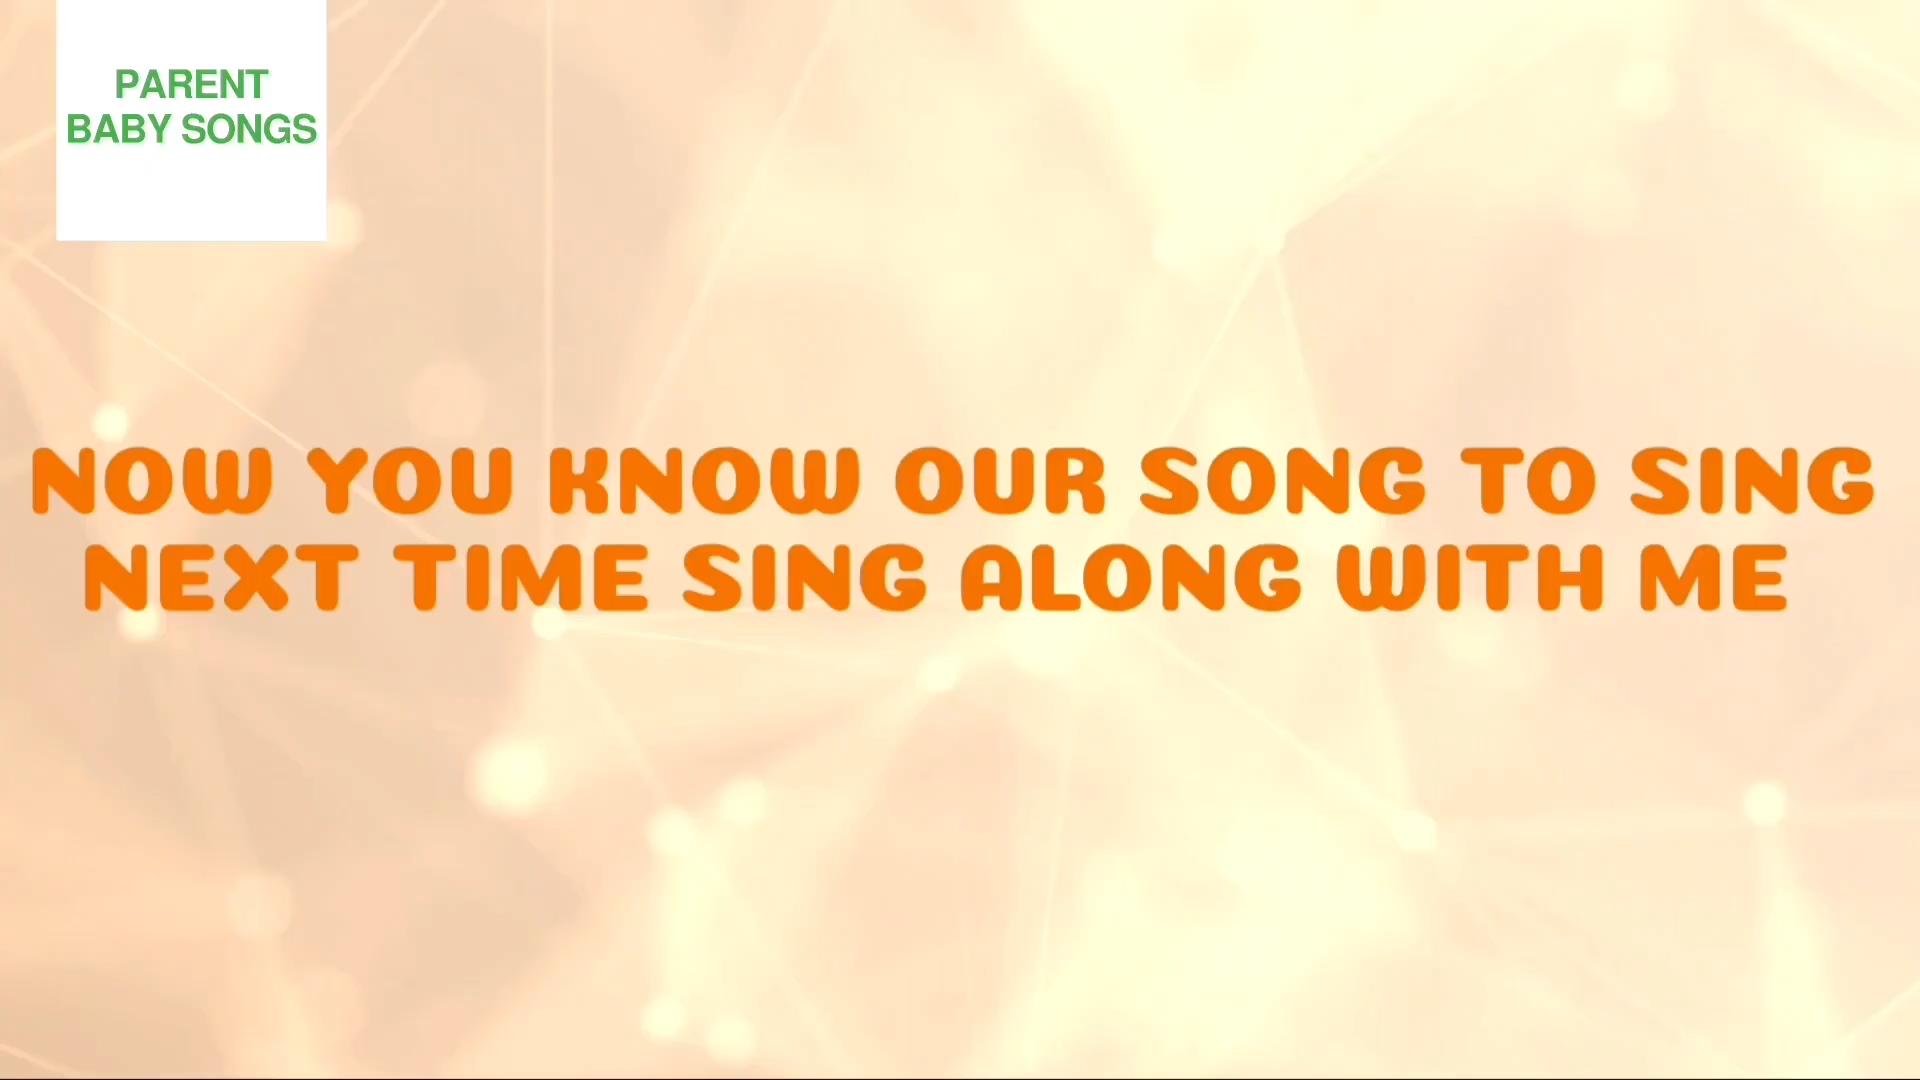 PARENT
BABY SONGS
NOW YOU KNOW OUR SONG TO SING
NEXT TIME SING ALONG WITH ME